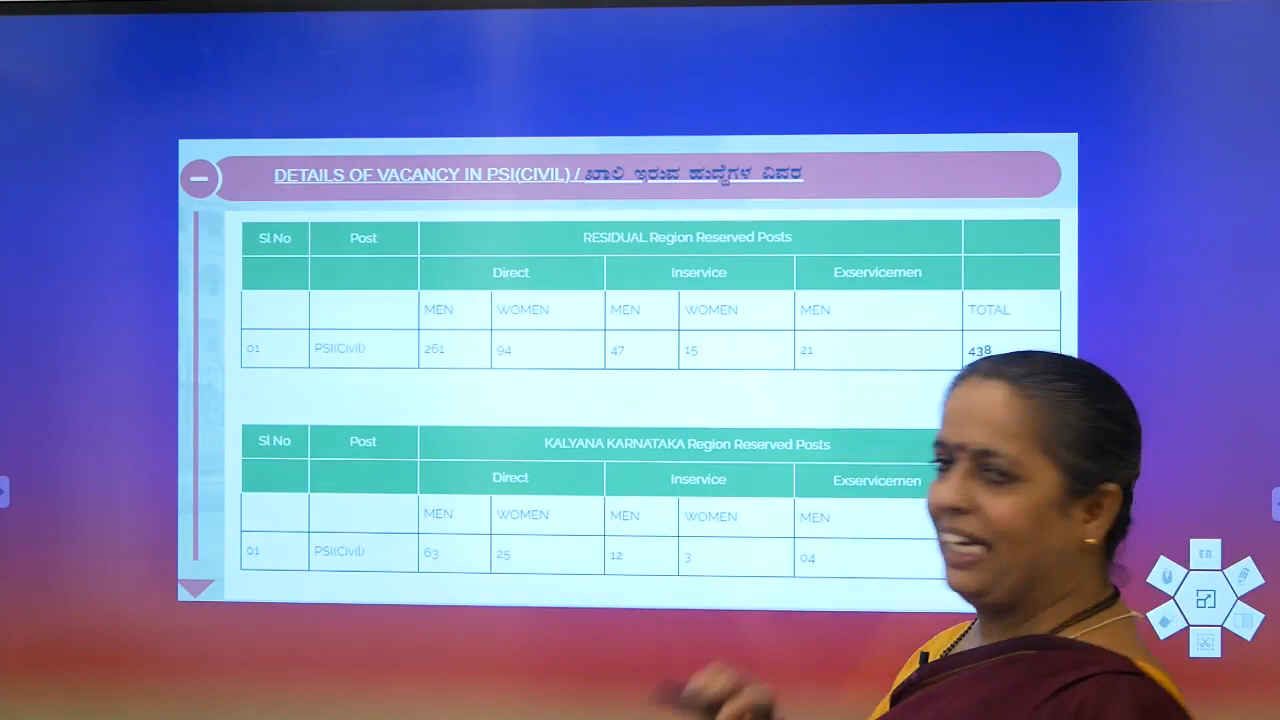 DETAILS OF VACANCY IN PSI(CIVIL) / ಖಾಲಿ ಇರುವ ಹುದ್ದೆಗಳ ವಿವರ
Sl No Post RESIDUAL Region Reserved Posts
Direct Inservice Exservicemen
MEN WOMEN MEN WOMEN MEN TOTAL
01 PSI(Civil) 261 94 47 15 21 438
Sl No Post KALYANA KARNATAKA Region Reserved Posts
Direct Inservice Exservicemen
MEN WOMEN MEN WOMEN MEN
01 PSI(Civil) 63 25 12 3 04
EB